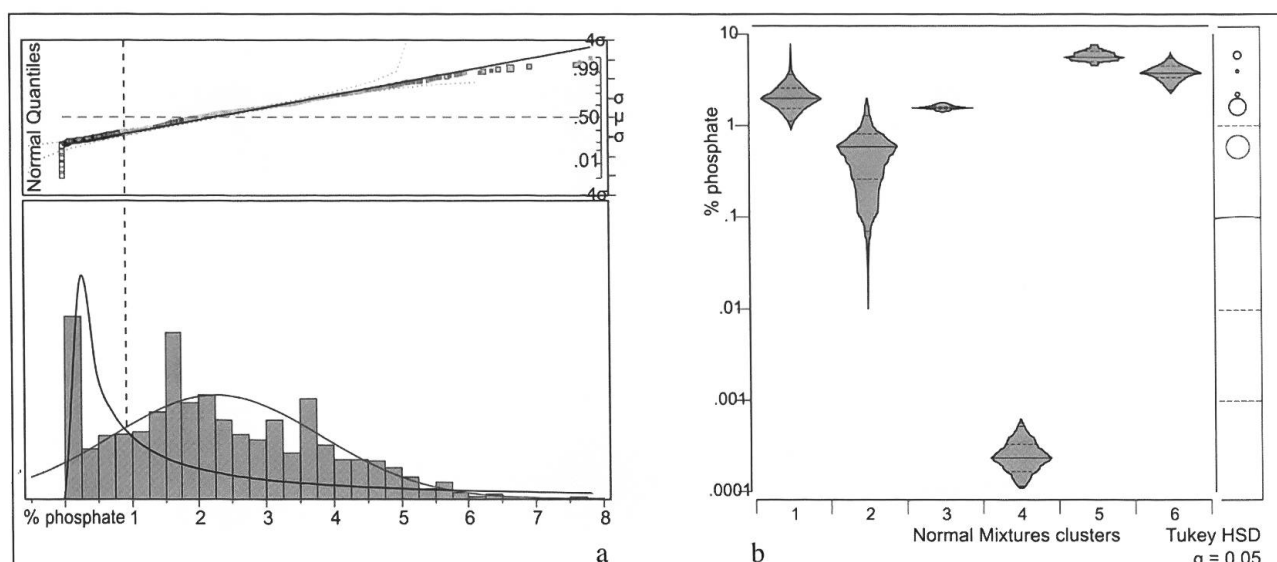 Normal Quantiles
4σ
.99
σ
.50
μ
-σ
.01
-4σ
% phosphate 1 2 3 4 5 6 7 8
a
% phosphate
10
1
.1
.01
.001
.0001
1 2 3 4 5 6
Normal Mixtures clusters
Tukey HSD
α = 0.05
b